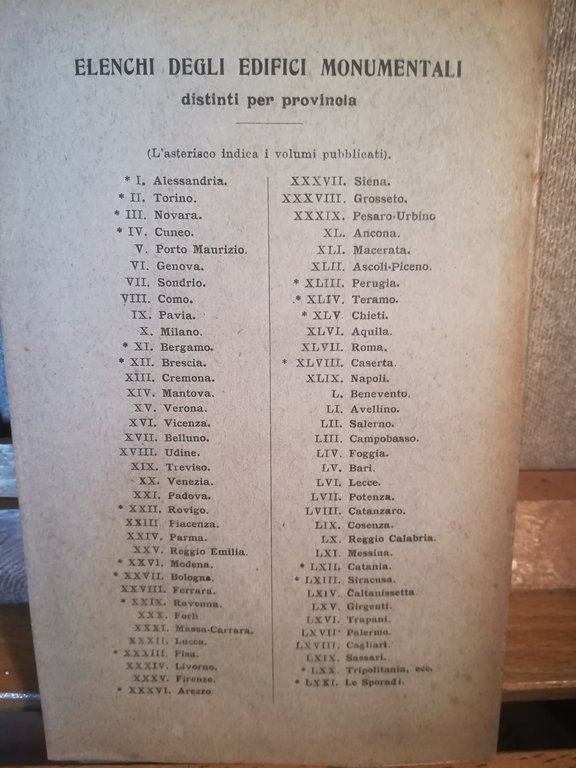 ELENCHI DEGLI EDIFICI MONUMENTALI
distinti per provincia
(L'asterisco indica i volumi pubblicati).
* I. Alessandria.
* II. Torino.
* III. Novara.
* IV. Cuneo.
V. Porto Maurizio.
VI. Genova.
VII. Sondrio.
VIII. Como.
IX. Pavia.
X. Milano.
* XI. Bergamo.
* XII. Brescia.
XIII. Cremona.
XIV. Mantova.
XV. Verona.
XVI. Vicenza.
XVII. Belluno.
XVIII. Udine.
XIX. Treviso.
XX. Venezia.
XXI. Padova.
* XXII. Rovigo.
XXIII. Piacenza.
XXIV. Parma.
XXV. Reggio Emilia.
* XXVI. Modena.
* XXVII. Bologna.
XXVIII. Ferrara.
* XXIX. Ravenna.
XXX. Forlì
XXXI. Massa-Carrara.
XXXII. Lucca.
* XXXIII. Pisa.
XXXIV. Livorno.
XXXV. Firenze.
* XXXVI. Arezzo
XXXVII. Siena.
XXXVIII. Grosseto.
XXXIX. Pesaro-Urbino
XL. Ancona.
XLI. Macerata.
XLII. Ascoli-Piceno.
* XLIII. Perugia.
* XLIV. Teramo.
* XLV. Chieti.
XLVI. Aquila.
XLVII. Roma.
* XLVIII. Caserta.
XLIX. Napoli.
L. Benevento.
LI. Avellino.
LII. Salerno.
LIII. Campobasso.
LIV. Foggia.
LV. Bari.
LVI. Lecce.
LVII. Potenza.
LVIII. Catanzaro.
LIX. Cosenza.
LX. Reggio Calabria.
LXI. Messina.
* LXII. Catania.
* LXIII. Siracusa.
LXIV. Caltanissetta.
LXV. Girgenti.
LXVI. Trapani.
LXVII. Palermo.
LXVIII. Cagliari.
LXIX. Sassari.
* LXX. Tripolitania, ecc.
* LXXI. Le Sporadi.